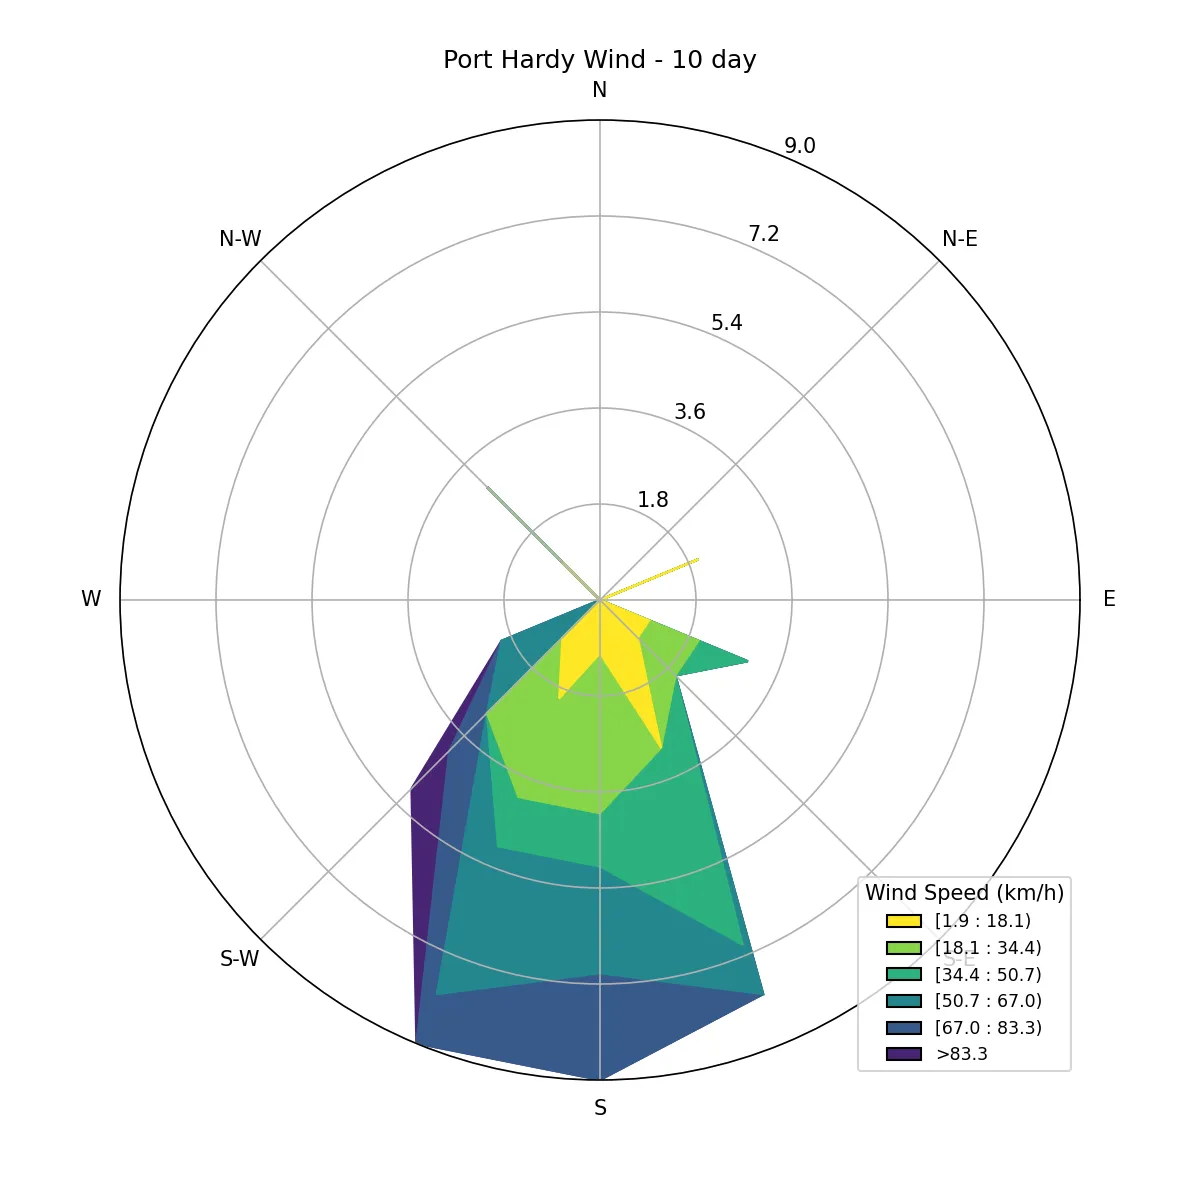 Port Hardy Wind - 10 day
N
9.0
7.2
N-W
N-E
5.4
3.6
1.8
W
E
Wind Speed (km/h)
[1.9 : 18.1)
[18.1 : 34.4)
S-W
S-E
[34.4 : 50.7)
[50.7 : 67.0)
[67.0 : 83.3)
>83.3
S